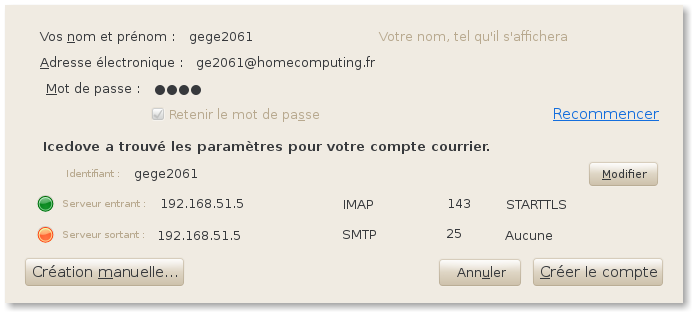 Vos nom et prénom : gege2061 Votre nom, tel qu'il s'affichera
Adresse électronique : ge2061@homecomputing.fr
Mot de passe : ●●●●
Retenir le mot de passe
Recommencer
Icedove a trouvé les paramètres pour votre compte courrier.
Identifiant : gege2061 Modifier
Serveur entrant : 192.168.51.5 IMAP 143 STARTTLS
Serveur sortant : 192.168.51.5 SMTP 25 Aucune
Création manuelle... Annuler Créer le compte